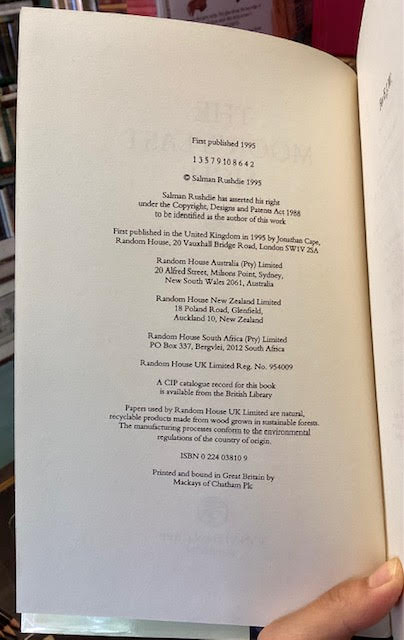 First published 1995
1 3 5 7 9 10 8 6 4 2
© Salman Rushdie 1995
Salman Rushdie has asserted his right
under the Copyright, Designs and Patents Act 1988
to be identified as the author of this work
First published in the United Kingdom in 1995 by Jonathan Cape,
Random House, 20 Vauxhall Bridge Road, London SW1V 2SA
Random House Australia (Pty) Limited
20 Alfred Street, Milsons Point, Sydney,
New South Wales 2061, Australia
Random House New Zealand Limited
18 Poland Road, Glenfield,
Auckland 10, New Zealand
Random House South Africa (Pty) Limited
PO Box 337, Bergvlei, 2012 South Africa
Random House UK Limited Reg. No. 954009
A CIP catalogue record for this book
is available from the British Library
Papers used by Random House UK Limited are natural,
recyclable products made from wood grown in sustainable forests.
The manufacturing processes conform to the environmental
regulations of the country of origin.
ISBN 0 224 03810 9
Printed and bound in Great Britain by
Mackays of Chatham Plc